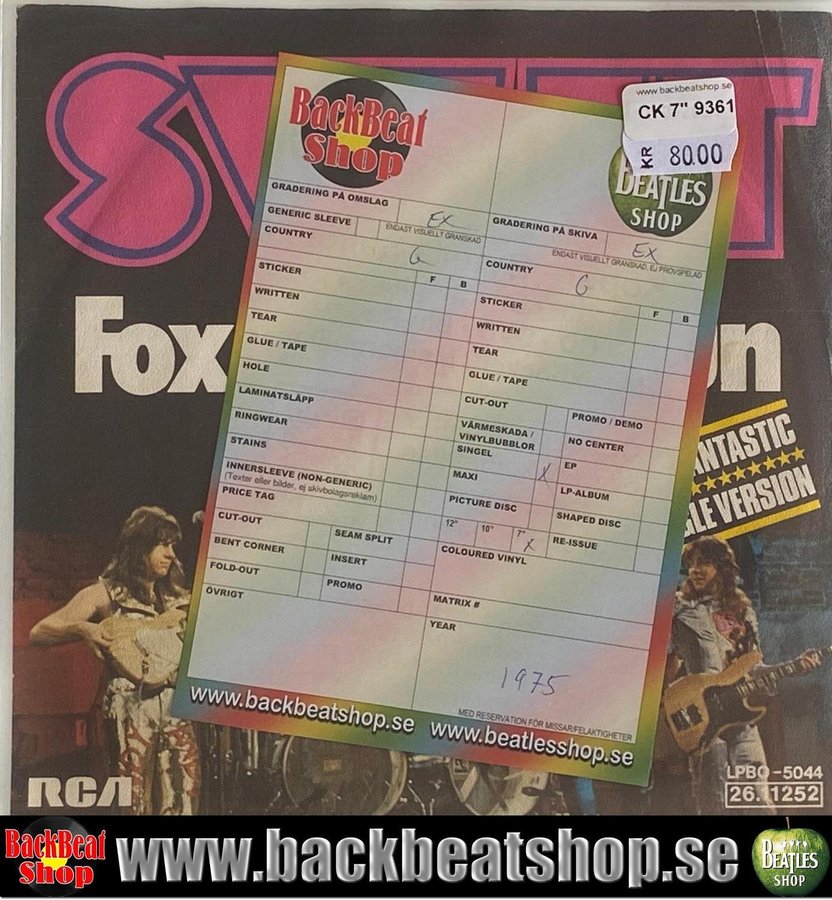 SW
T
www.backbeatshop.se
CK 7" 9361
KR 80.00
BackBeat
Shop
BEATLES
SHOP
Fox
n
NTASTIC
LE VERSION
GRADERING PÅ OMSLAG EX
ENDAST VISUELLT GRANSKAD
GENERIC SLEEVE
COUNTRY G
F B
STICKER
WRITTEN
TEAR
GLUE / TAPE
HOLE
LAMINATSLÄPP
RINGWEAR
STAINS
INNERSLEEVE (NON-GENERIC)
(Texter eller bilder, ej skivbolagsreklam)
PRICE TAG
CUT-OUT SEAM SPLIT
BENT CORNER INSERT
FOLD-OUT PROMO
ÖVRIGT
GRADERING PÅ SKIVA EX
ENDAST VISUELLT GRANSKAD, EJ PROVSPELAD
COUNTRY G
F B
STICKER
WRITTEN
TEAR
GLUE / TAPE
CUT-OUT PROMO / DEMO
VÄRMESKADA /
VINYLBUBBLOR NO CENTER
SINGEL X EP
MAXI LP-ALBUM
PICTURE DISC SHAPED DISC
12" 10" 7" X RE-ISSUE
COLOURED VINYL
MATRIX #
YEAR
1975
MED RESERVATION FÖR MISSAR/FELAKTIGHETER
www.backbeatshop.se www.beatlesshop.se
RCA
LPBO-5044
26.11252
BackBeat
Shop
www.backbeatshop.se
BEATLES
SHOP